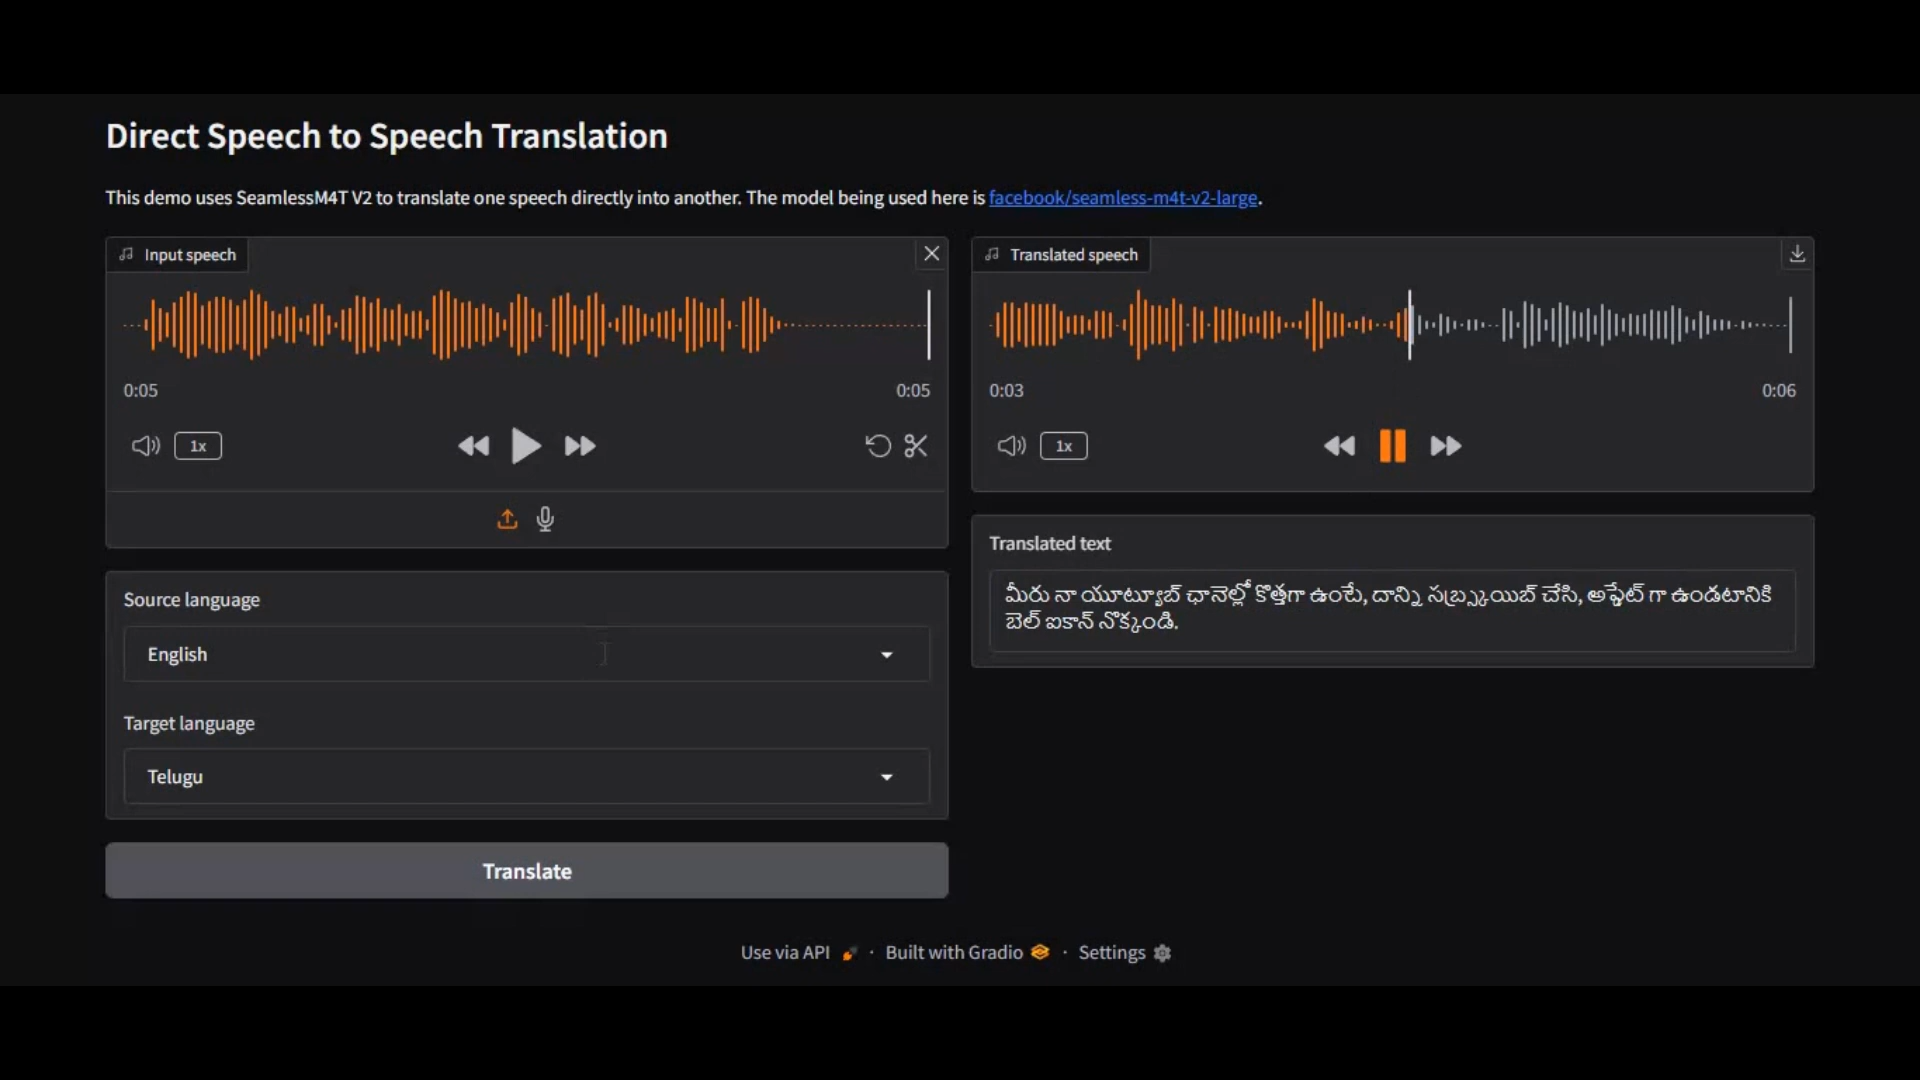 Direct Speech to Speech Translation
This demo uses SeamlessM4T V2 to translate one speech directly into another. The model being used here is facebook/seamless-m4t-v2-large.
Input speech
0:05
0:05
1x
Source language
English
Target language
Telugu
Translate
Translated speech
0:03
0:06
1x
Translated text
మీరు నా యూట్యూబ్ ఛానెల్లో కొత్తగా ఉంటే, దాన్ని సబ్స్క్రయిబ్ చేసి, అప్డేట్ గా ఉండటానికి
బెల్ ఐకాన్ నొక్కండి.
Use via API · Built with Gradio · Settings